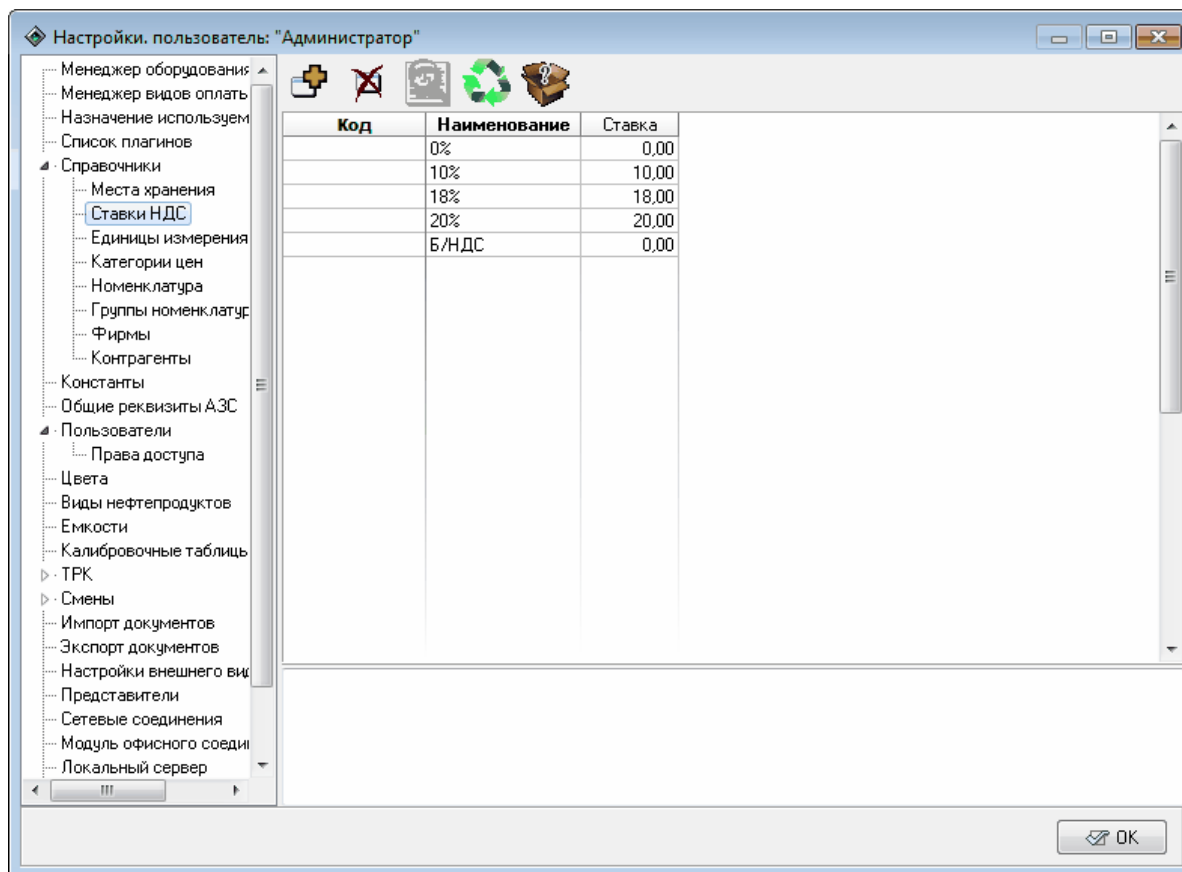 Настройки. пользователь: "Администратор"
Менеджер оборудования
Менеджер видов оплать
Назначение используем
Список плагинов
Справочники
Места хранения
Ставки НДС
Единицы измерения
Категории цен
Номенклатура
Группы номенклатур
Фирмы
Контрагенты
Константы
Общие реквизиты АЗС
Пользователи
Права доступа
Цвета
Виды нефтепродуктов
Емкости
Калибровочные таблицы
ТРК
Смены
Импорт документов
Экспорт документов
Настройки внешнего вид
Представители
Сетевые соединения
Модуль офисного соеди
Локальный сервер
Код Наименование Ставка
0% 0,00
10% 10,00
18% 18,00
20% 20,00
Б/НДС 0,00
OK